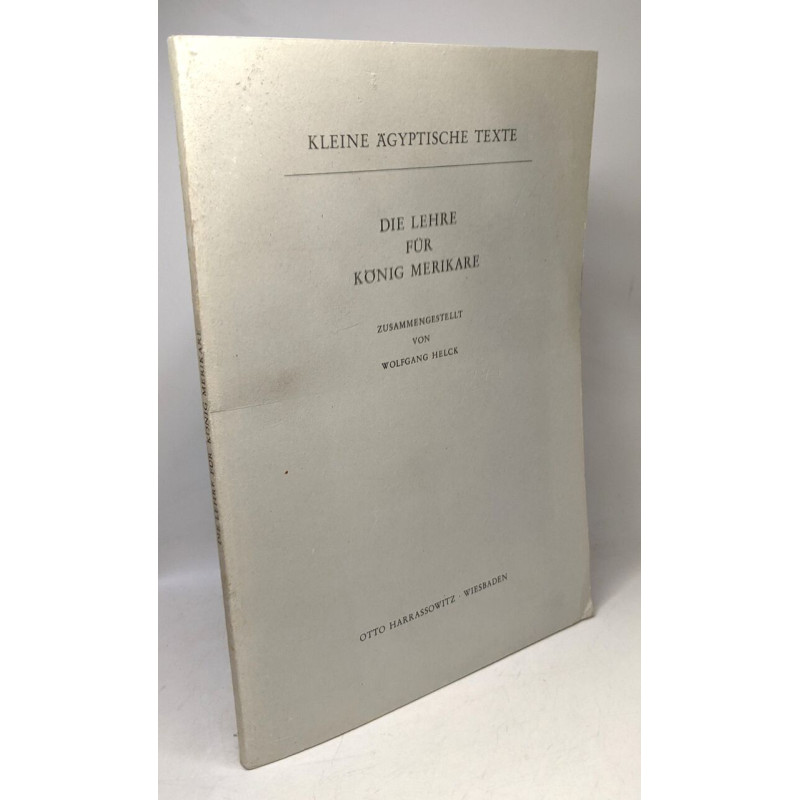 KLEINE ÄGYPTISCHE TEXTE
DIE LEHRE
FÜR
KÖNIG MERIKARE
ZUSAMMENGESTELLT
VON
WOLFGANG HELCK
OTTO HARRASSOWITZ · WIESBADEN
DIE LEHRE FÜR KÖNIG MERIKARE